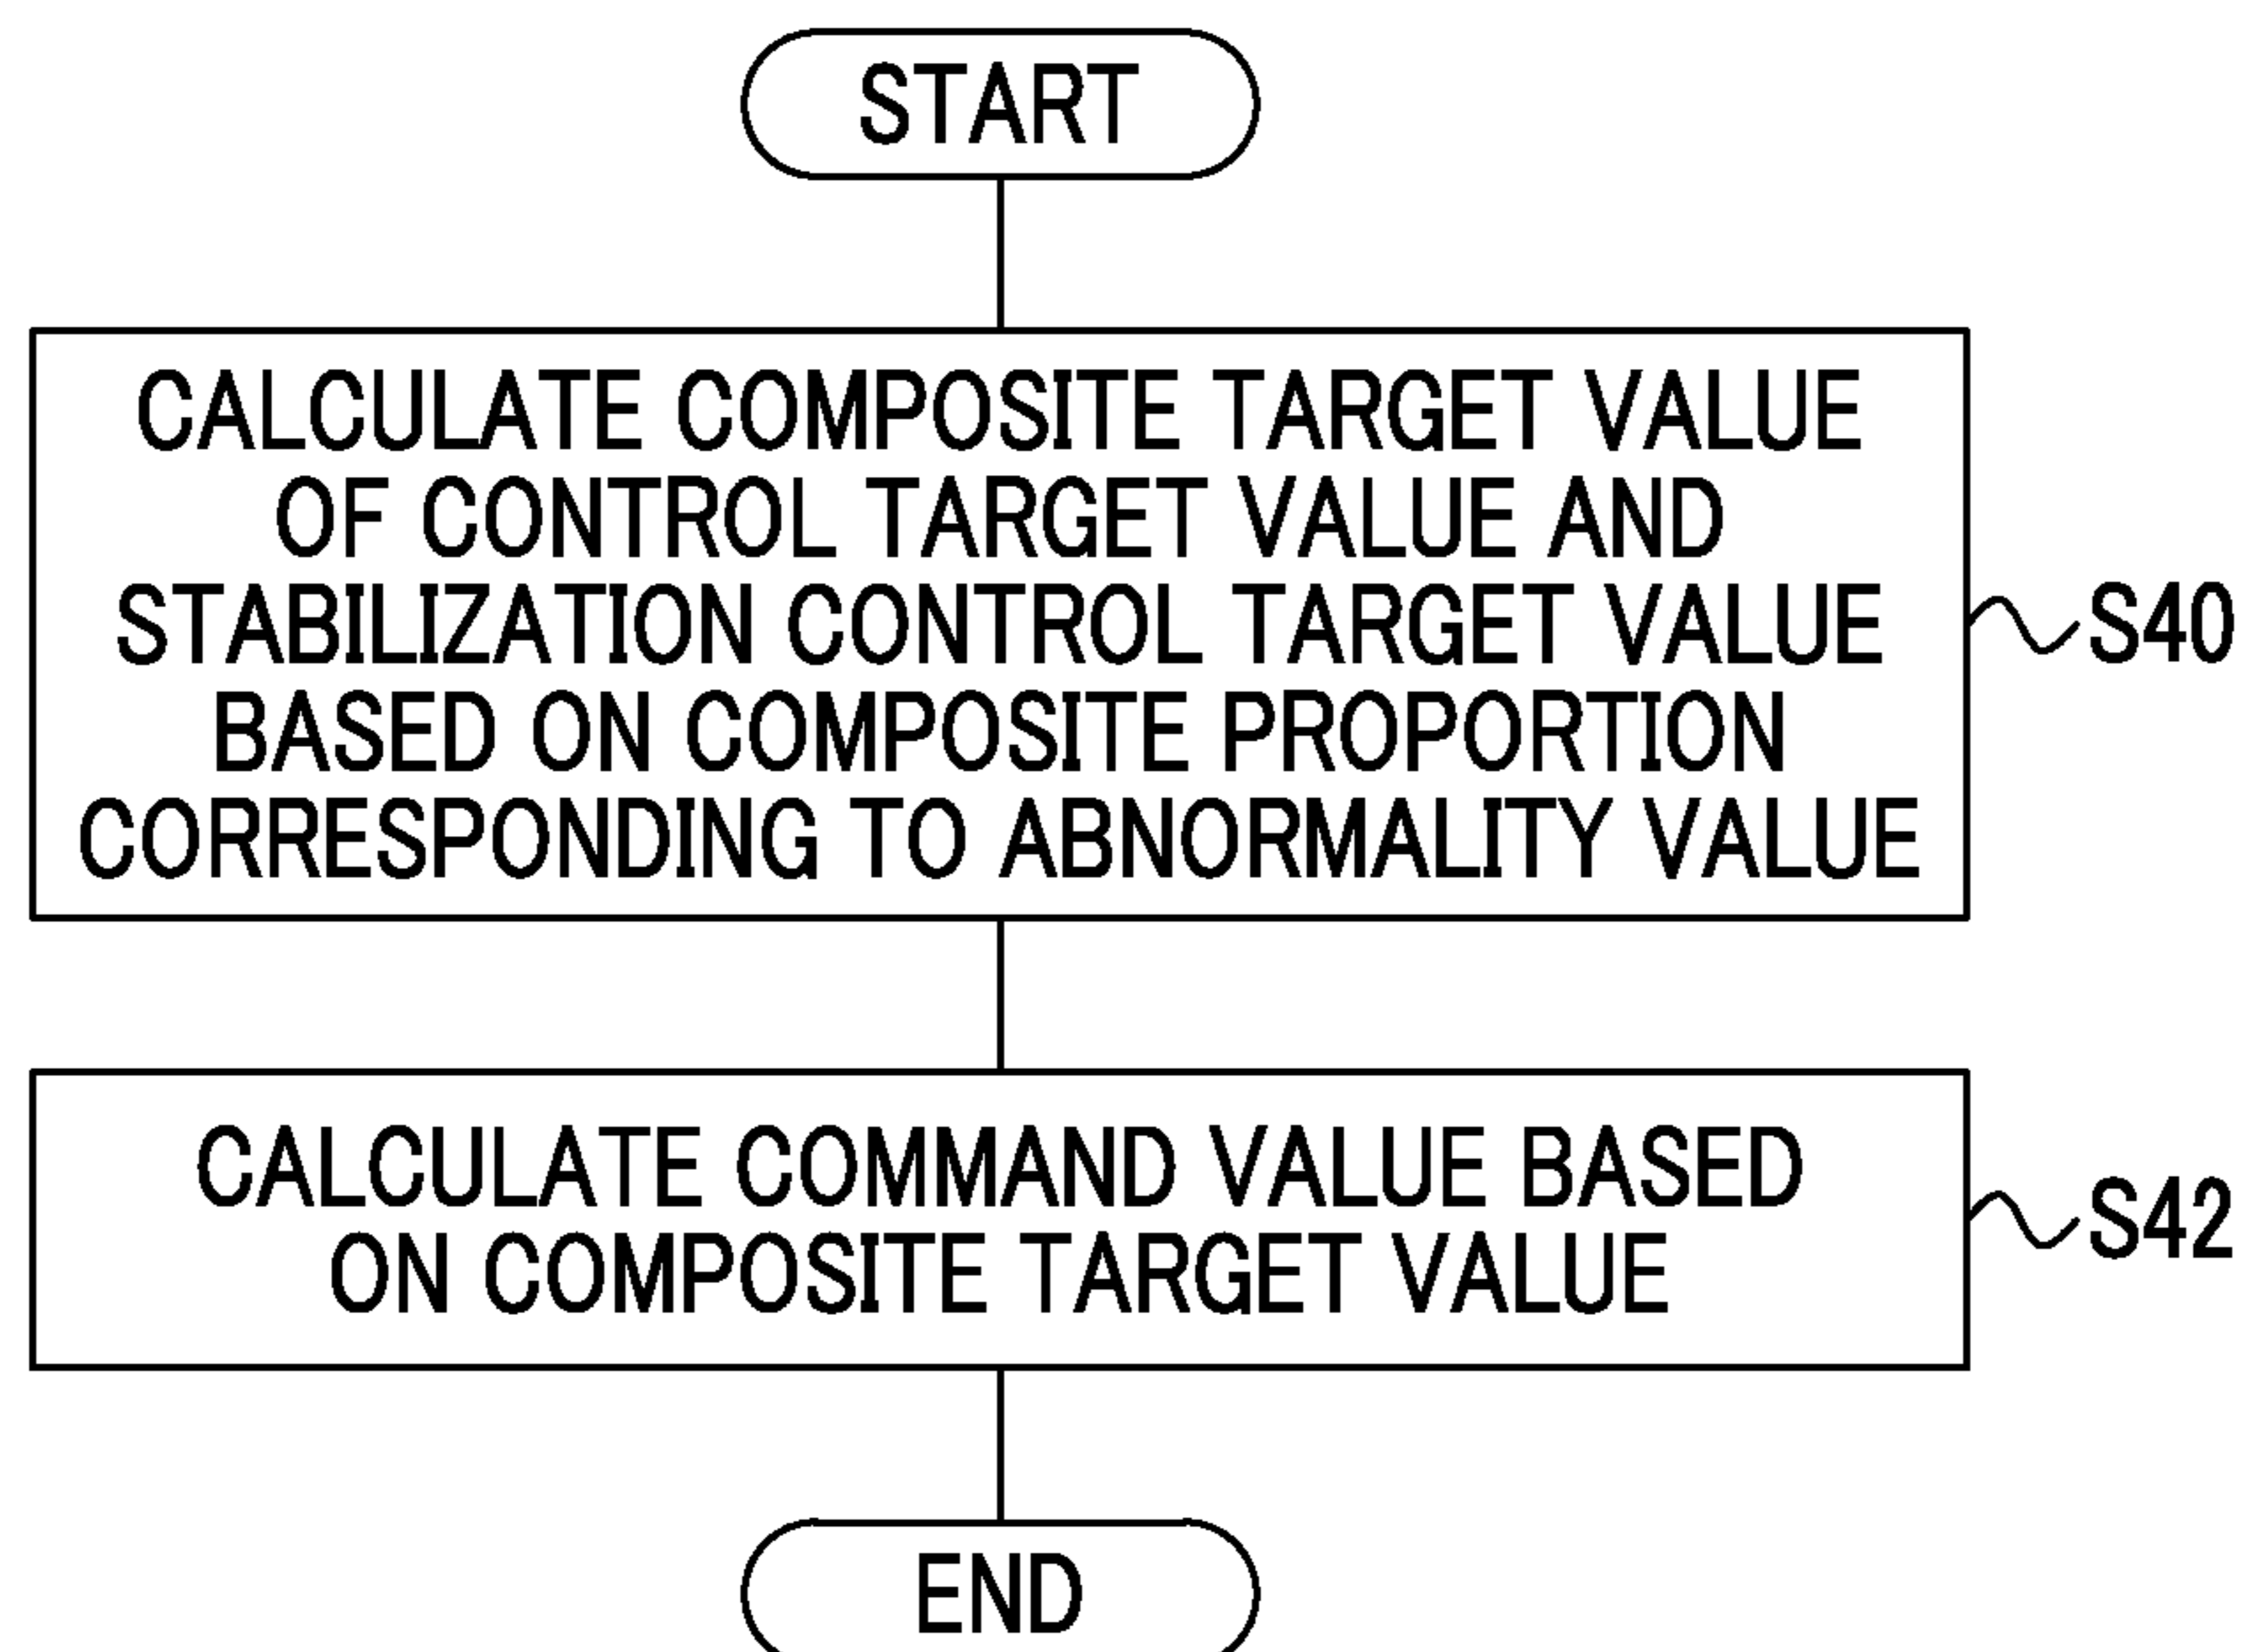 START
CALCULATE COMPOSITE TARGET VALUE
OF CONTROL TARGET VALUE AND
STABILIZATION CONTROL TARGET VALUE
BASED ON COMPOSITE PROPORTION
CORRESPONDING TO ABNORMALITY VALUE
S40
CALCULATE COMMAND VALUE BASED
ON COMPOSITE TARGET VALUE
S42
END